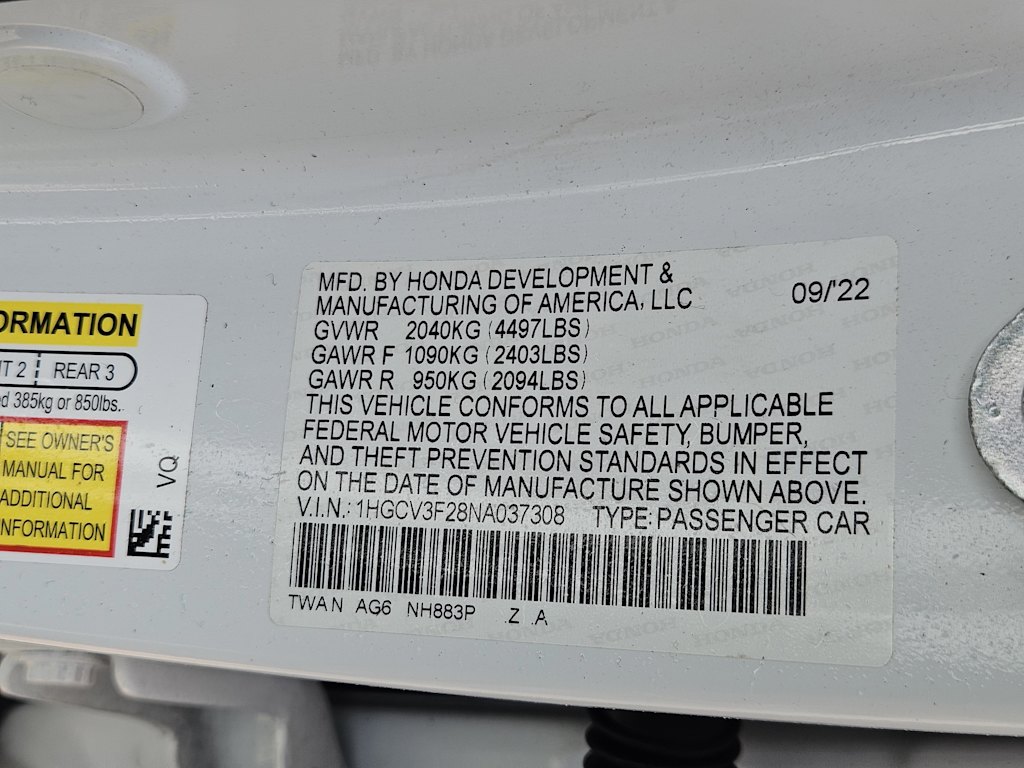 ORMATION
T 2 REAR 3
d 385kg or 850lbs.
SEE OWNER'S
MANUAL FOR
ADDITIONAL
INFORMATION
VQ
MFD. BY HONDA DEVELOPMENT &
MANUFACTURING OF AMERICA, LLC 09/'22
GVWR 2040KG (4497LBS)
GAWR F 1090KG (2403LBS)
GAWR R 950KG (2094LBS)
THIS VEHICLE CONFORMS TO ALL APPLICABLE
FEDERAL MOTOR VEHICLE SAFETY, BUMPER,
AND THEFT PREVENTION STANDARDS IN EFFECT
ON THE DATE OF MANUFACTURE SHOWN ABOVE.
V.I.N.: 1HGCV3F28NA037308 TYPE: PASSENGER CAR
TWA N AG6 NH883P Z A